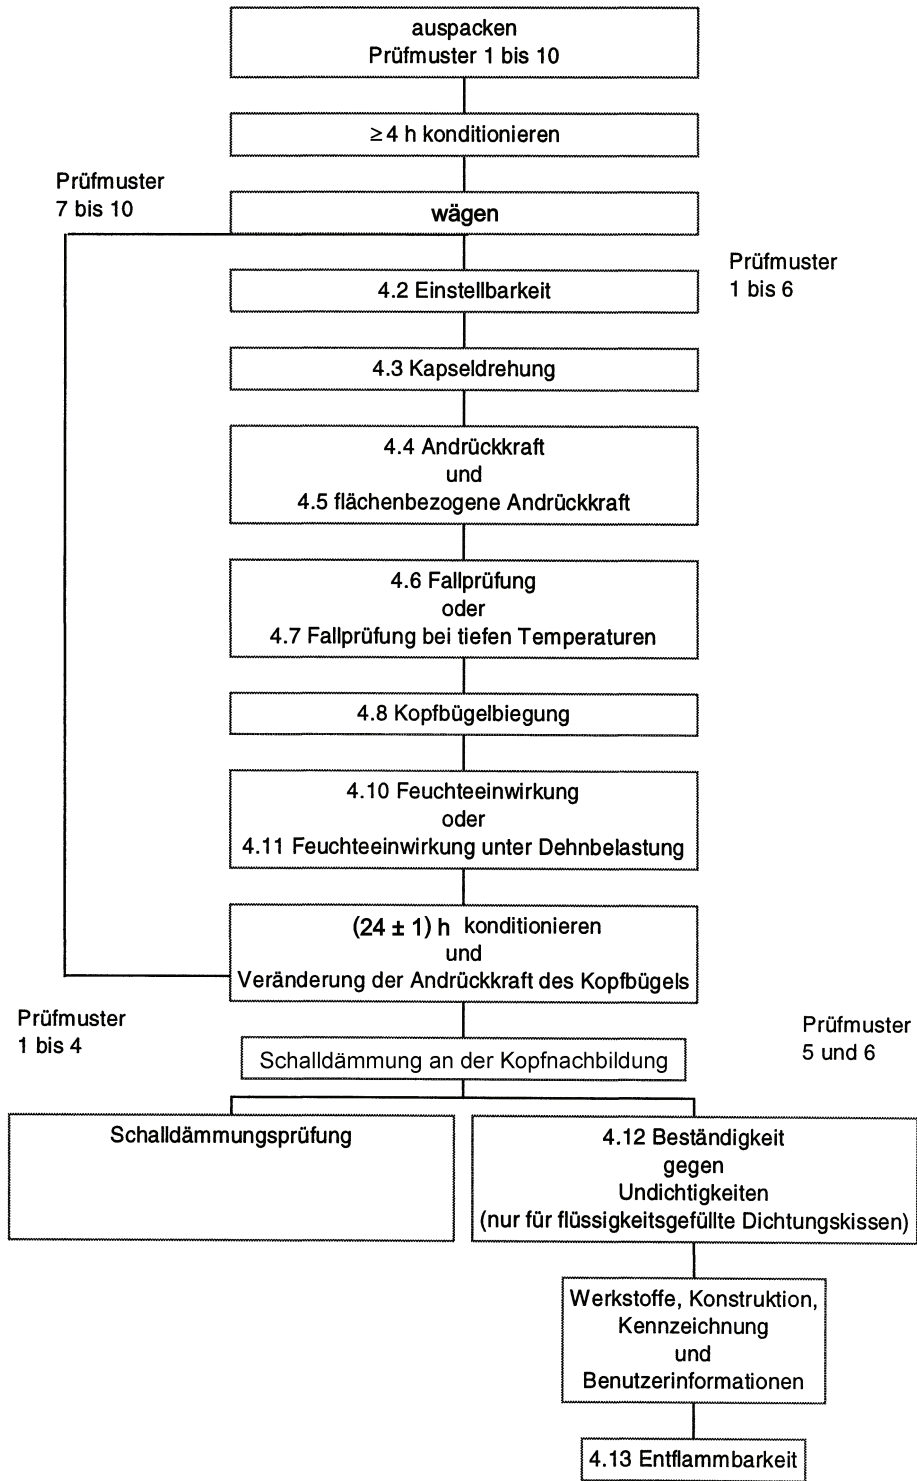 auspacken
Prüfmuster 1 bis 10
≥ 4 h konditionieren
Prüfmuster
7 bis 10
wägen
Prüfmuster
1 bis 6
4.2 Einstellbarkeit
4.3 Kapseldrehung
4.4 Andrückkraft
und
4.5 flächenbezogene Andrückkraft
4.6 Fallprüfung
oder
4.7 Fallprüfung bei tiefen Temperaturen
4.8 Kopfbügelbiegung
4.10 Feuchteeinwirkung
oder
4.11 Feuchteeinwirkung unter Dehnbelastung
(24 ± 1) h konditionieren
und
Veränderung der Andrückkraft des Kopfbügels
Prüfmuster
1 bis 4
Prüfmuster
5 und 6
Schalldämmung an der Kopfnachbildung
Schalldämmungsprüfung
4.12 Beständigkeit
gegen
Undichtigkeiten
(nur für flüssigkeitsgefüllte Dichtungskissen)
Werkstoffe, Konstruktion,
Kennzeichnung
und
Benutzerinformationen
4.13 Entflammbarkeit